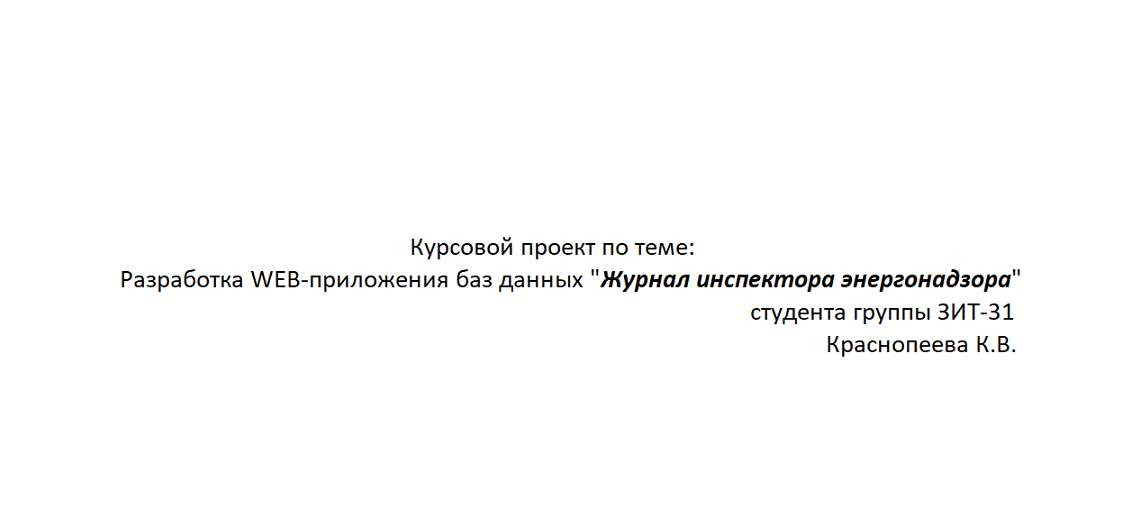 Курсовой проект по теме:
Разработка WEB-приложения баз данных "Журнал инспектора энергонадзора"
студента группы ЗИТ-31
Краснопеева К.В.